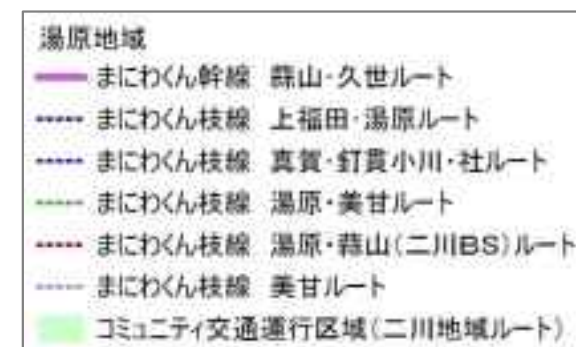 湯原地域
まにわくん幹線 蒜山・久世ルート
まにわくん枝線 上福田・湯原ルート
まにわくん枝線 真賀・釘貫小川・社ルート
まにわくん枝線 湯原・美甘ルート
まにわくん枝線 湯原・蒜山(二川BS)ルート
まにわくん枝線 美甘ルート
コミュニティ交通運行区域(二川地域ルート)